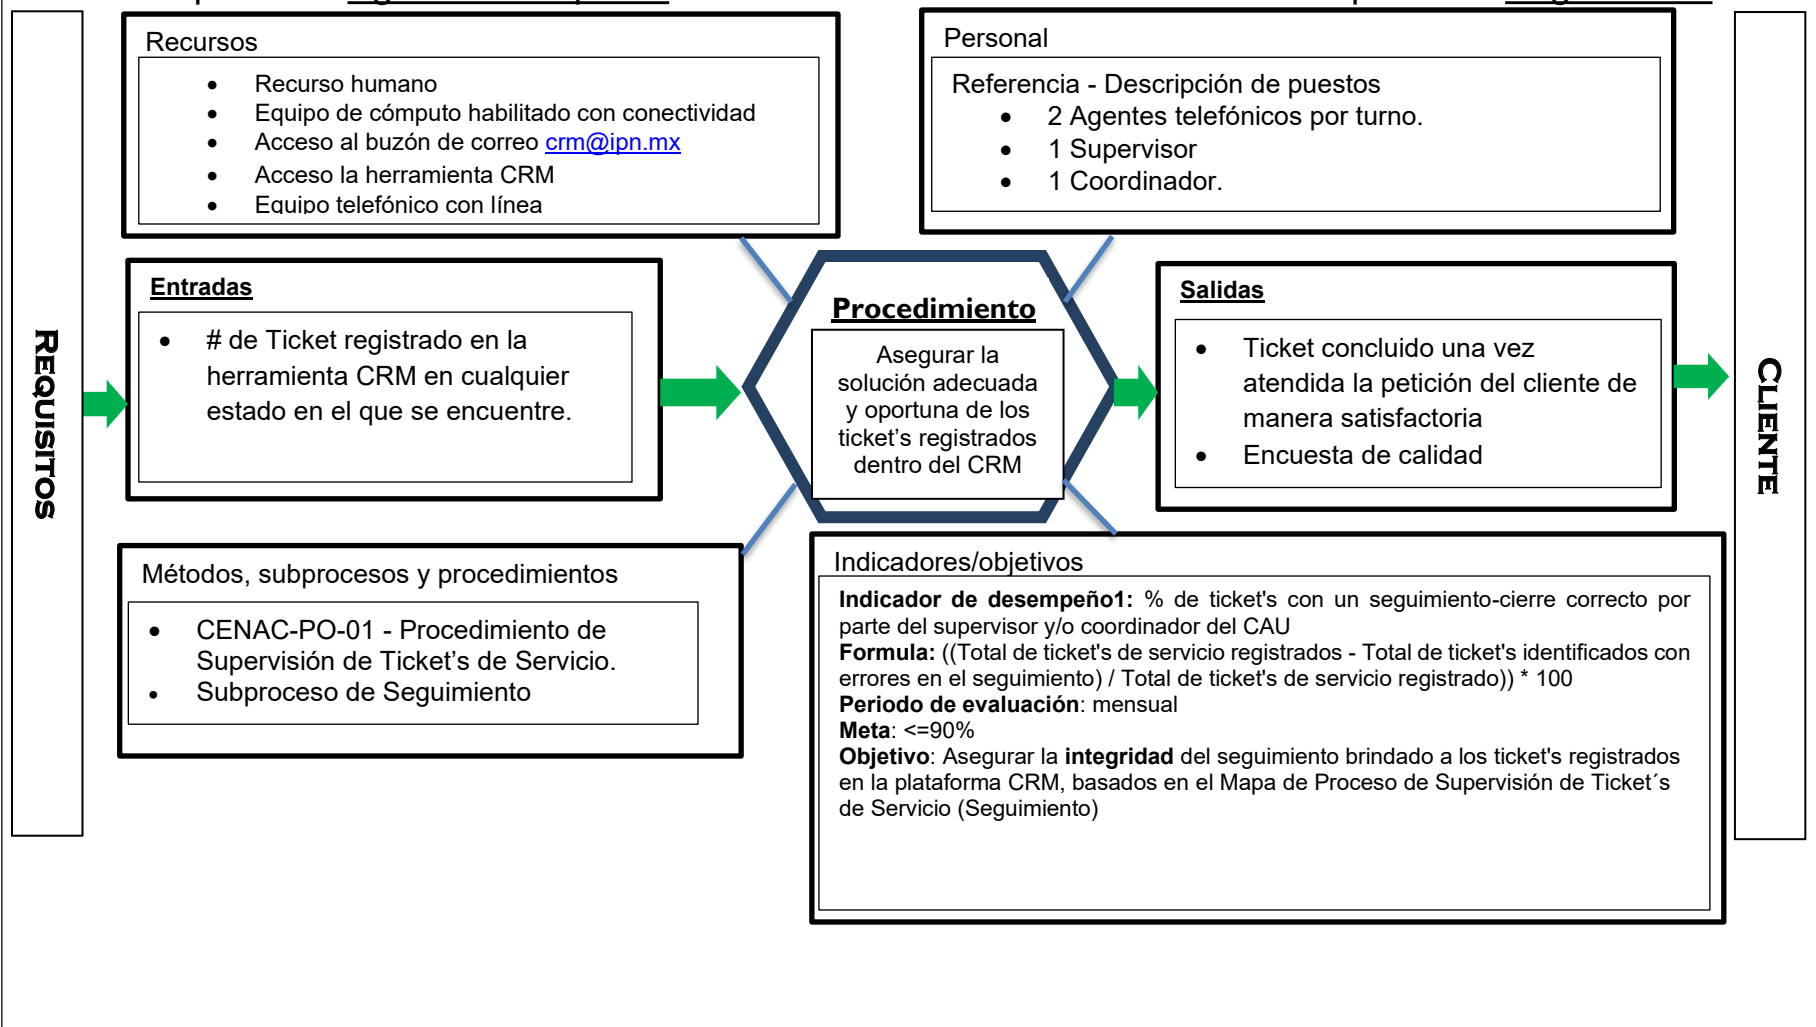 Recursos
• Recurso humano
• Equipo de cómputo habilitado con conectividad
• Acceso al buzón de correo crm@ipn.mx
• Acceso la herramienta CRM
• Equipo telefónico con línea
Personal
Referencia - Descripción de puestos
• 2 Agentes telefónicos por turno.
• 1 Supervisor
• 1 Coordinador.
REQUISITOS
Entradas
• # de Ticket registrado en la
herramienta CRM en cualquier
estado en el que se encuentre.
Procedimiento
Asegurar la
solución adecuada
y oportuna de los
ticket’s registrados
dentro del CRM
Salidas
• Ticket concluido una vez
atendida la petición del cliente de
manera satisfactoria
• Encuesta de calidad
CLIENTE
Métodos, subprocesos y procedimientos
• CENAC-PO-01 - Procedimiento de
Supervisión de Ticket’s de Servicio.
• Subproceso de Seguimiento
Indicadores/objetivos
Indicador de desempeño1: % de ticket's con un seguimiento-cierre correcto por
parte del supervisor y/o coordinador del CAU
Formula: ((Total de ticket's de servicio registrados - Total de ticket's identificados con
errores en el seguimiento) / Total de ticket's de servicio registrado)) * 100
Periodo de evaluación: mensual
Meta: <=90%
Objetivo: Asegurar la integridad del seguimiento brindado a los ticket's registrados
en la plataforma CRM, basados en el Mapa de Proceso de Supervisión de Ticket´s
de Servicio (Seguimiento)